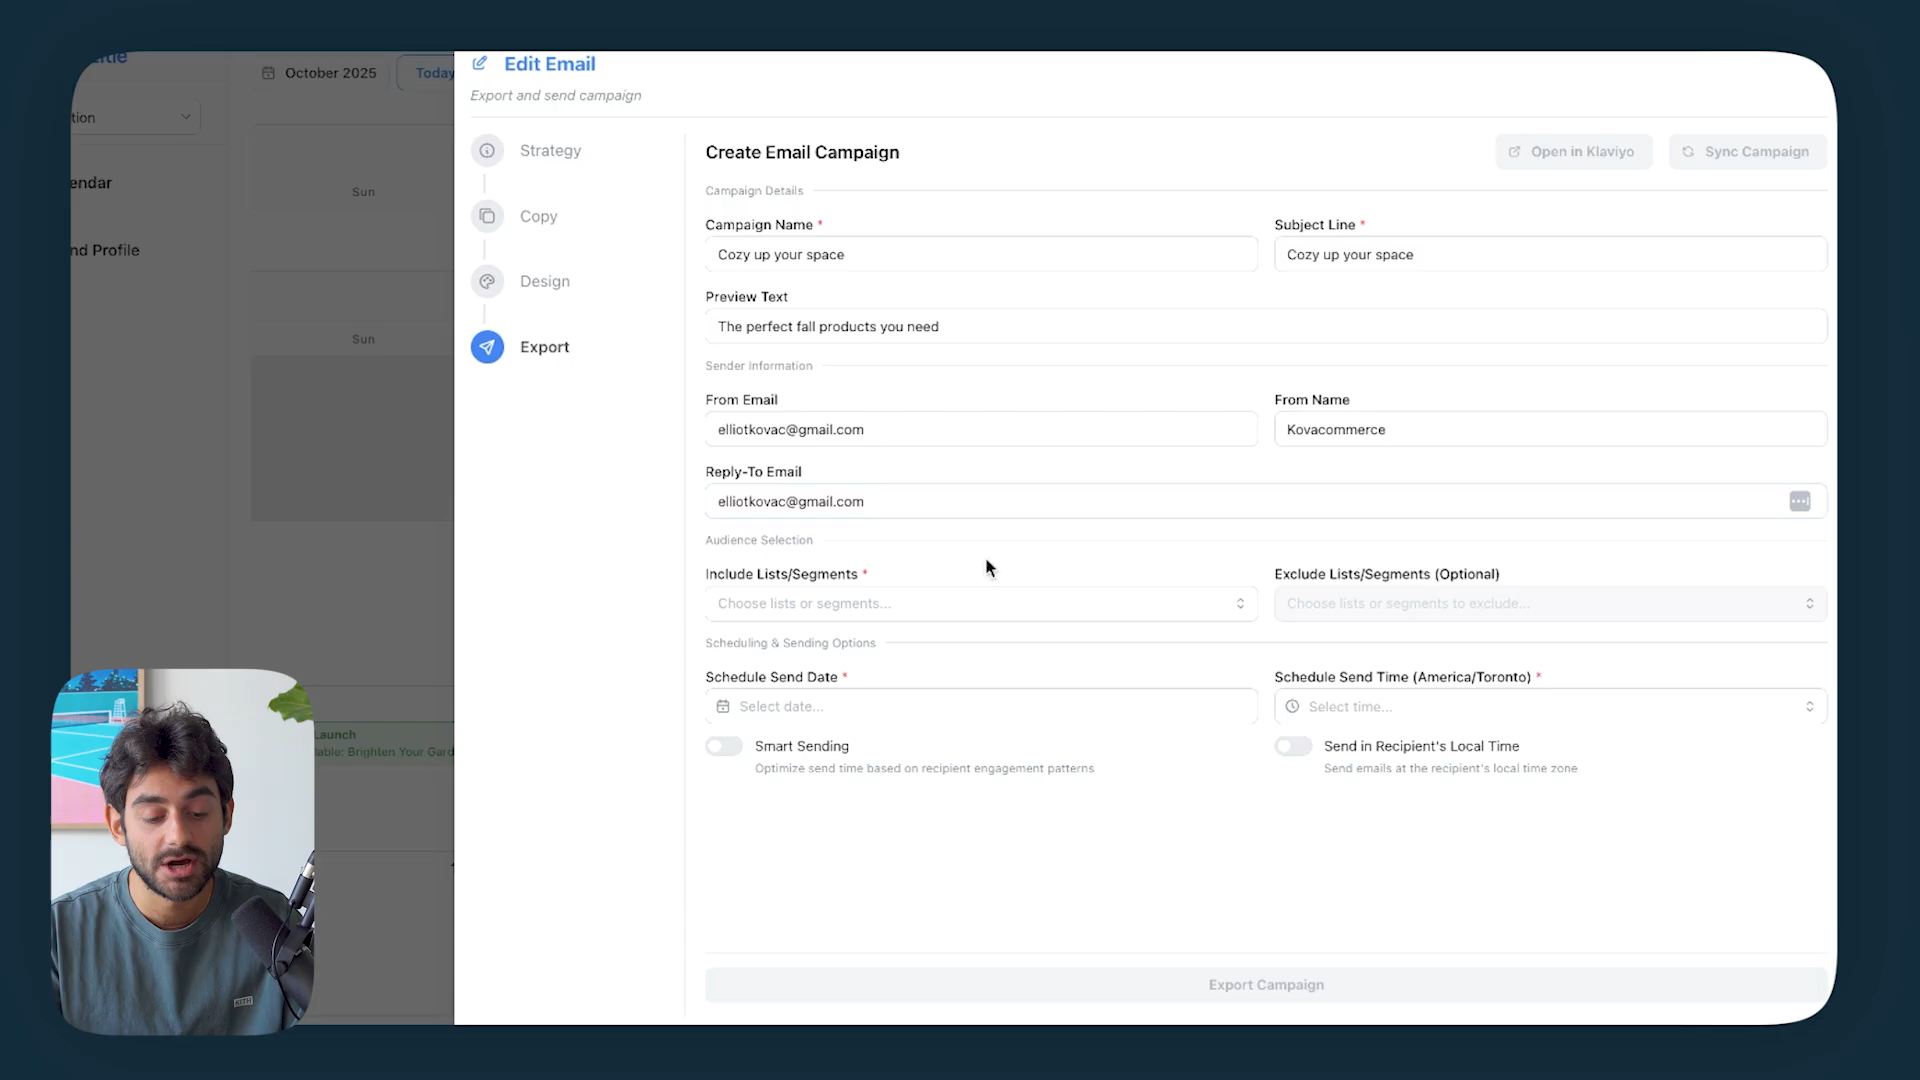 October 2025
Today
tion
endar
nd Profile
Sun
Sun
Launch
lable: Brighten Your Gard
Edit Email
Export and send campaign
Strategy
Copy
Design
Export
Create Email Campaign
Open in Klaviyo
Sync Campaign
Campaign Details
Campaign Name *
Subject Line *
Cozy up your space
Cozy up your space
Preview Text
The perfect fall products you need
Sender Information
From Email
From Name
elliotkovac@gmail.com
Kovacommerce
Reply-To Email
elliotkovac@gmail.com
Audience Selection
Include Lists/Segments *
Exclude Lists/Segments (Optional)
Choose lists or segments...
Choose lists or segments to exclude...
Scheduling & Sending Options
Schedule Send Date *
Schedule Send Time (America/Toronto) *
Select date...
Select time...
Smart Sending
Send in Recipient's Local Time
Optimize send time based on recipient engagement patterns
Send emails at the recipient's local time zone
Export Campaign
KITH